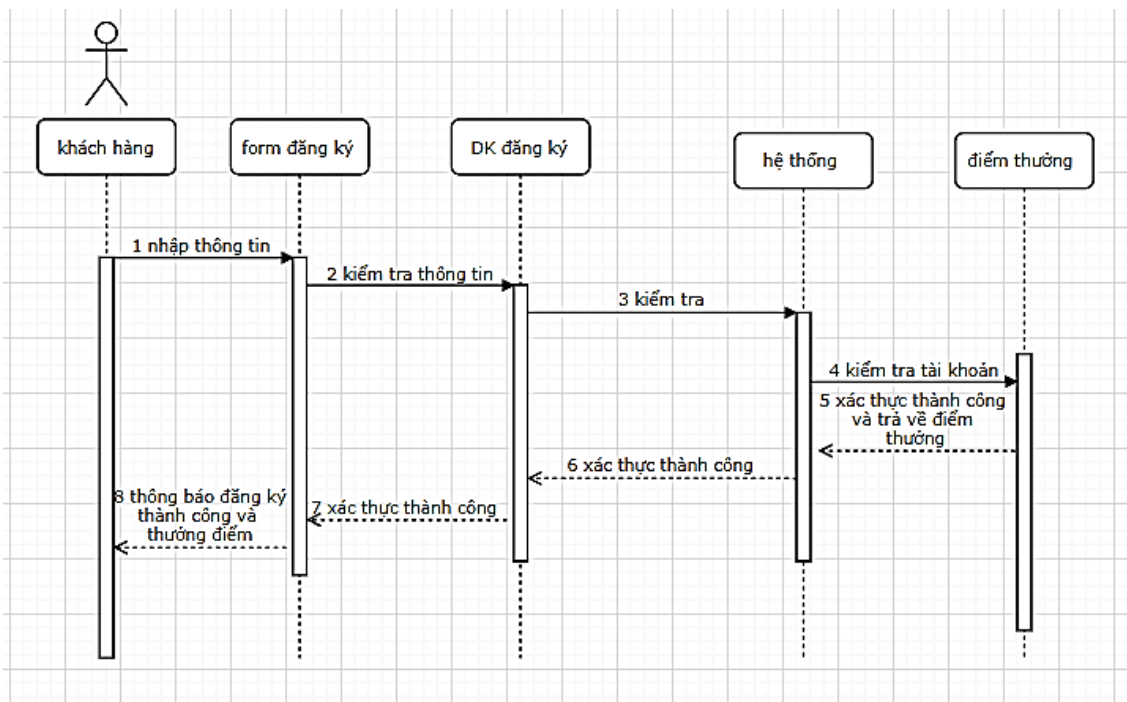 khách hàng
form đăng ký
DK đăng ký
hệ thống
điểm thưởng
1 nhập thông tin
2 kiểm tra thông tin
3 kiểm tra
4 kiểm tra tài khoản
5 xác thực thành công
và trả về điểm
thưởng
6 xác thực thành công
7 xác thực thành công
8 thông báo đăng ký
thành công và
thưởng điểm